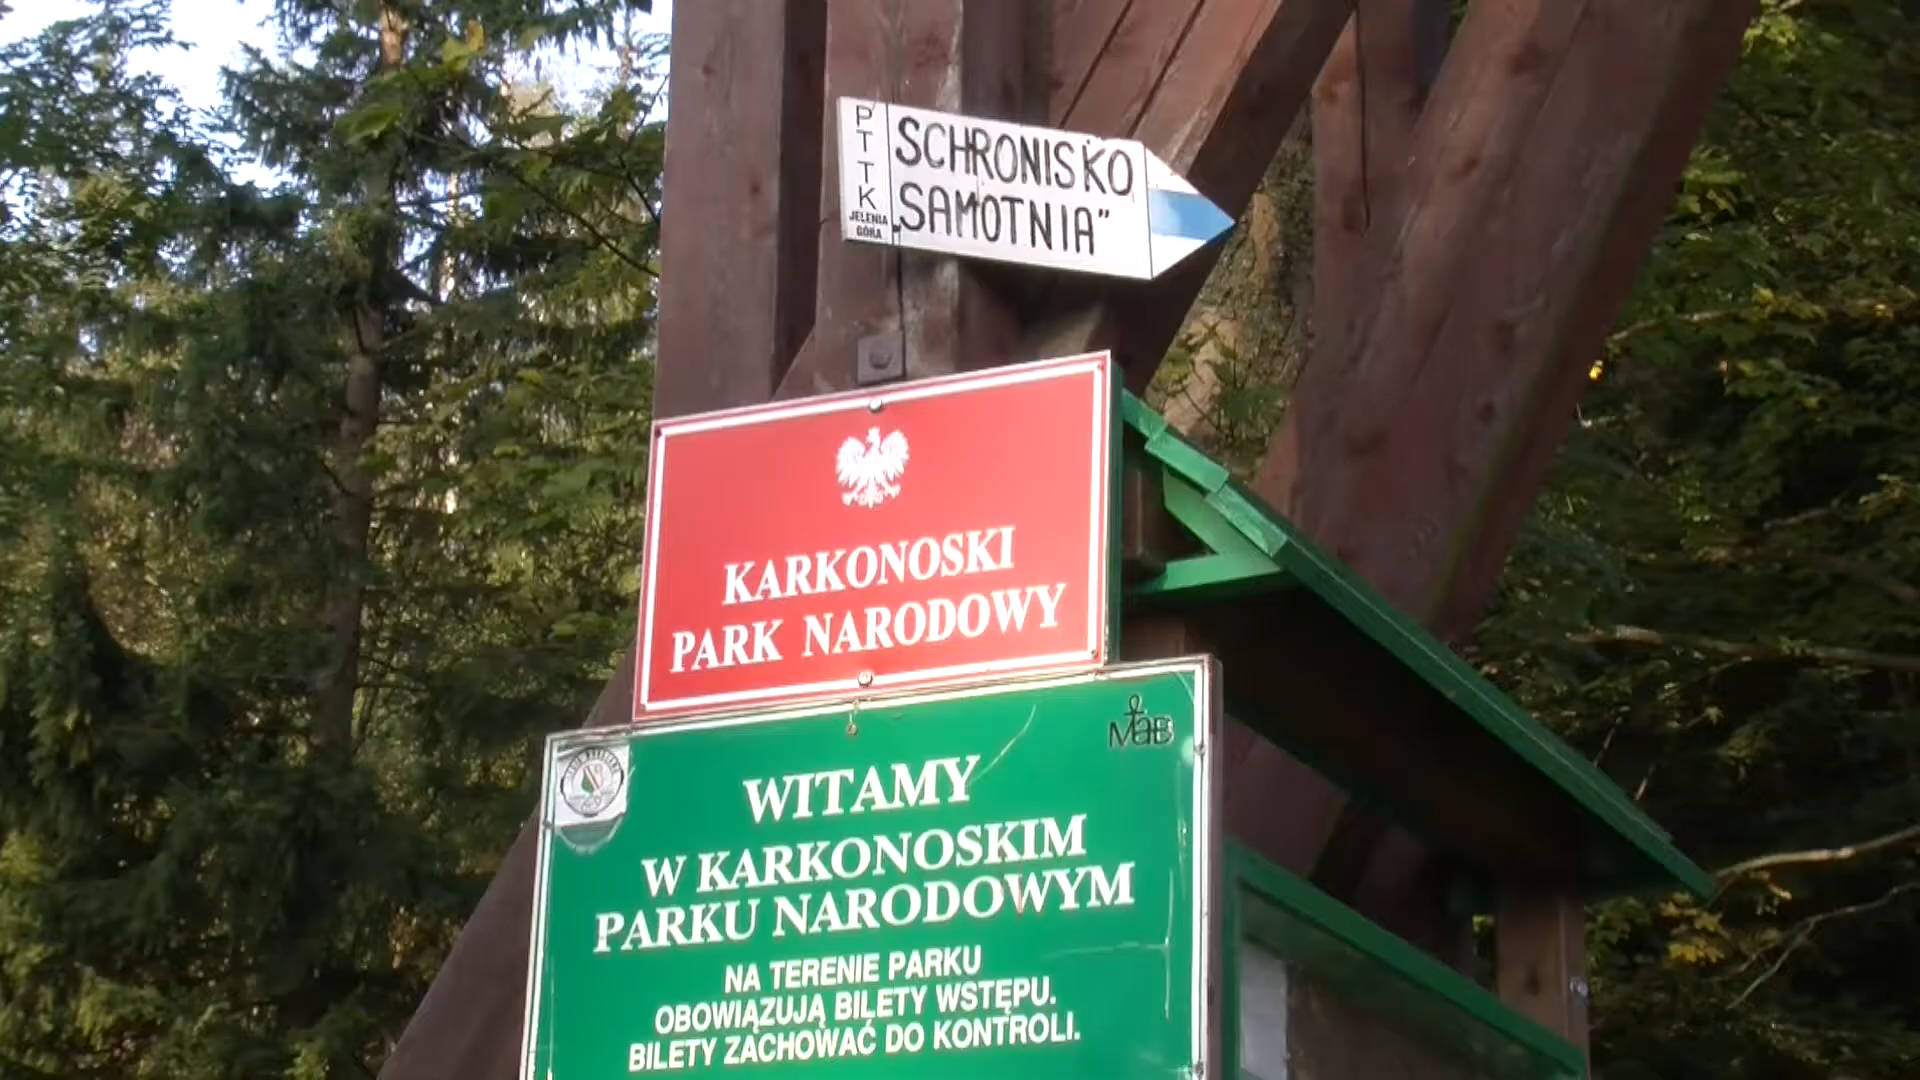 PTTK
JELENIA
GÓRA
SCHRONISKO
„SAMOTNIA”
KARKONOSKI
PARK NARODOWY
MaB
WITAMY
W KARKONOSKIM
PARKU NARODOWYM
NA TERENIE PARKU
OBOWIĄZUJĄ BILETY WSTĘPU.
BILETY ZACHOWAĆ DO KONTROLI.